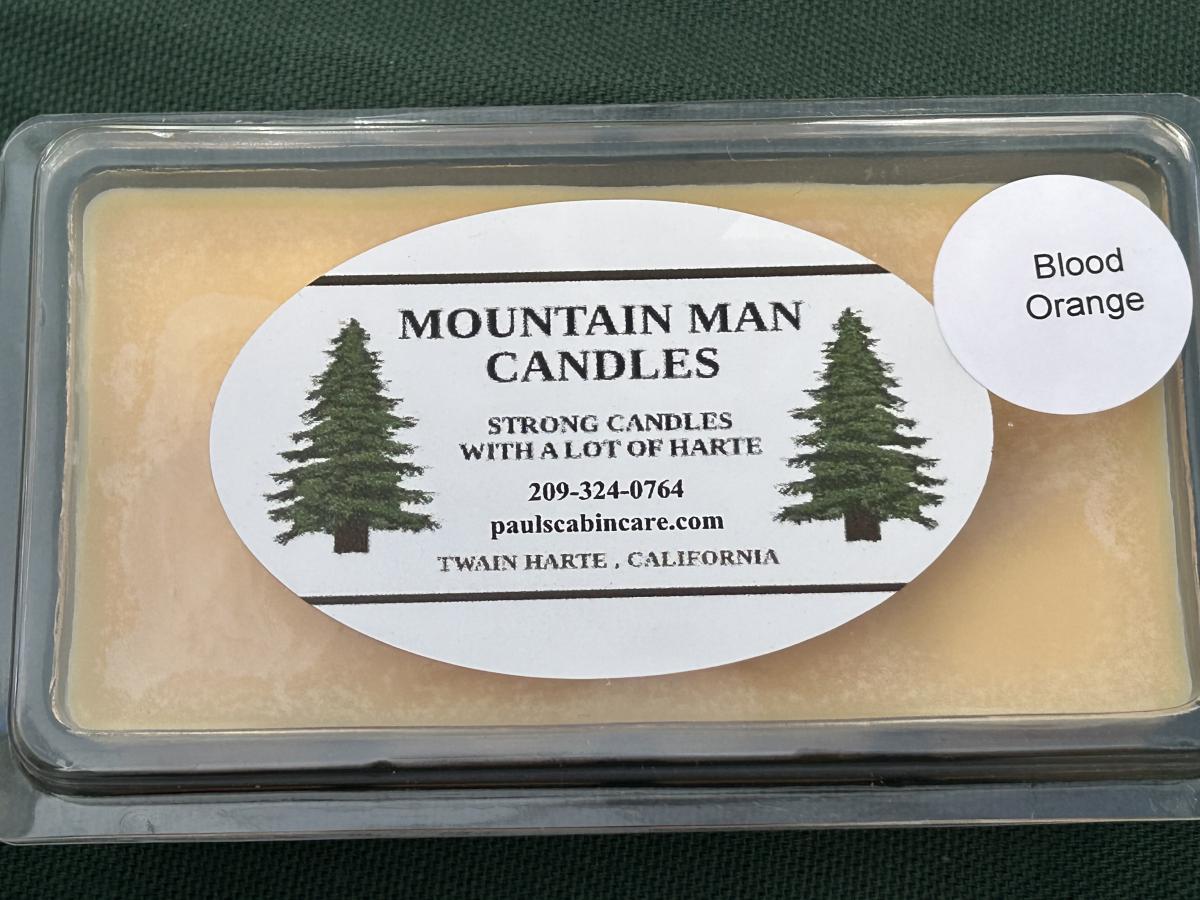 MOUNTAIN MAN
CANDLES
STRONG CANDLES
WITH A LOT OF HARTE
209-324-0764
paulscabincare.com
TWAIN HARTE , CALIFORNIA
Blood
Orange